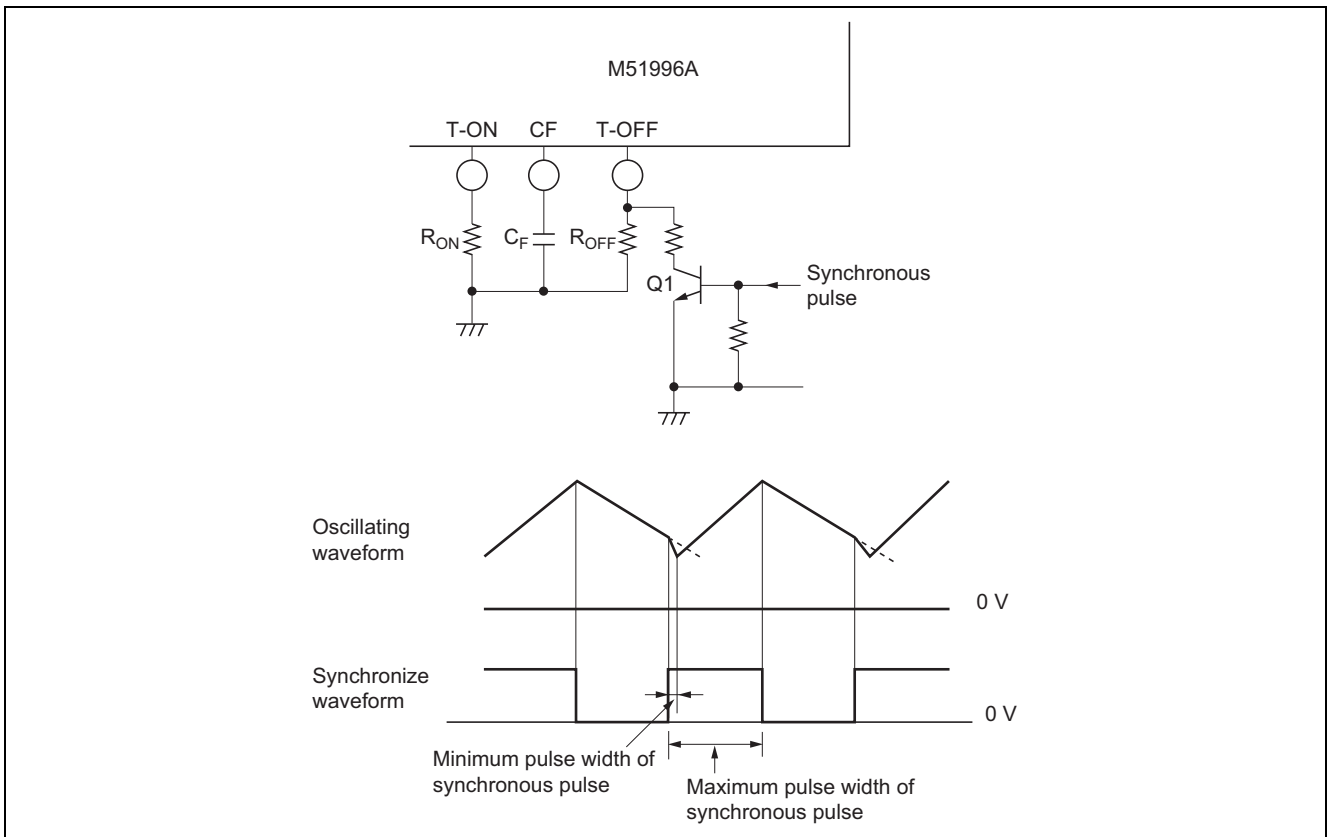 M51996A
T-ON CF T-OFF
RON CF ROFF
Q1
Synchronous
pulse
Oscillating
waveform
0 V
Synchronize
waveform
0 V
Minimum pulse width of
synchronous pulse
Maximum pulse width of
synchronous pulse